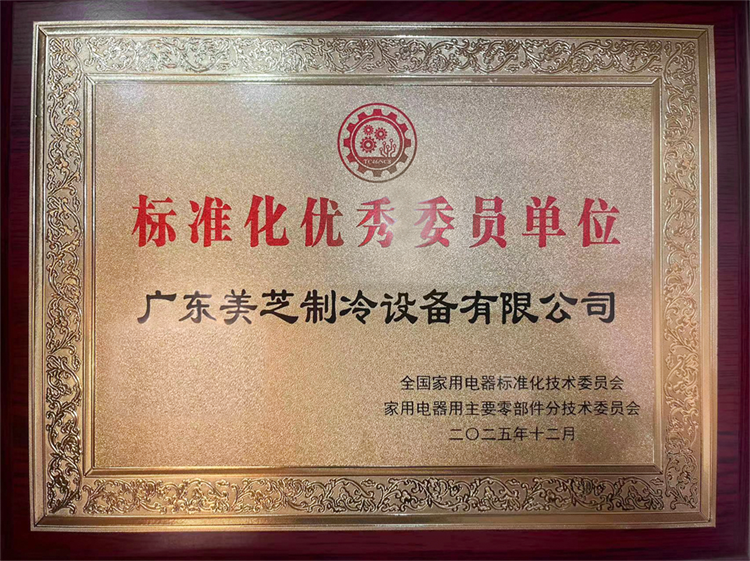 标准化优秀委员单位
广东美芝制冷设备有限公司
全国家用电器标准化技术委员会
家用电器用主要零部件分技术委员会
二〇二五年十二月